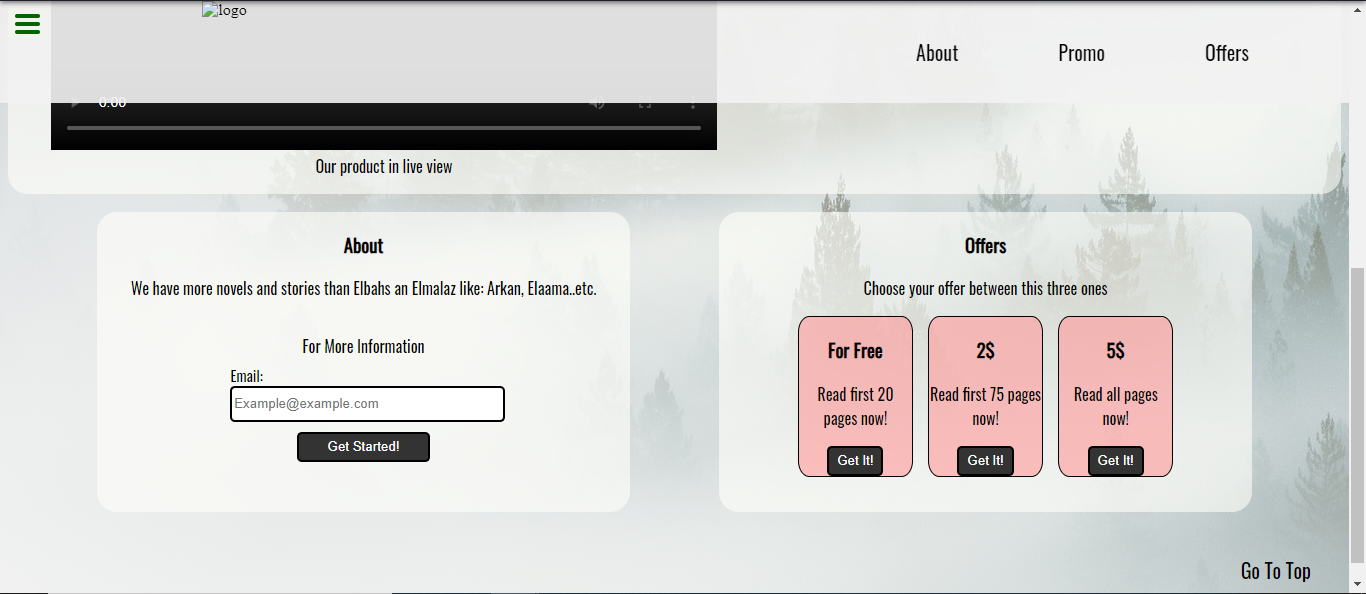 logo
About
Promo
Offers
0:00
Our product in live view
About
We have more novels and stories than Elbahs an Elmalaz like: Arkan, Elaama..etc.
For More Information
Email:
Example@example.com
Get Started!
Offers
Choose your offer between this three ones
For Free
Read first 20
pages now!
Get It!
2$
Read first 75 pages
now!
Get It!
5$
Read all pages
now!
Get It!
Go To Top